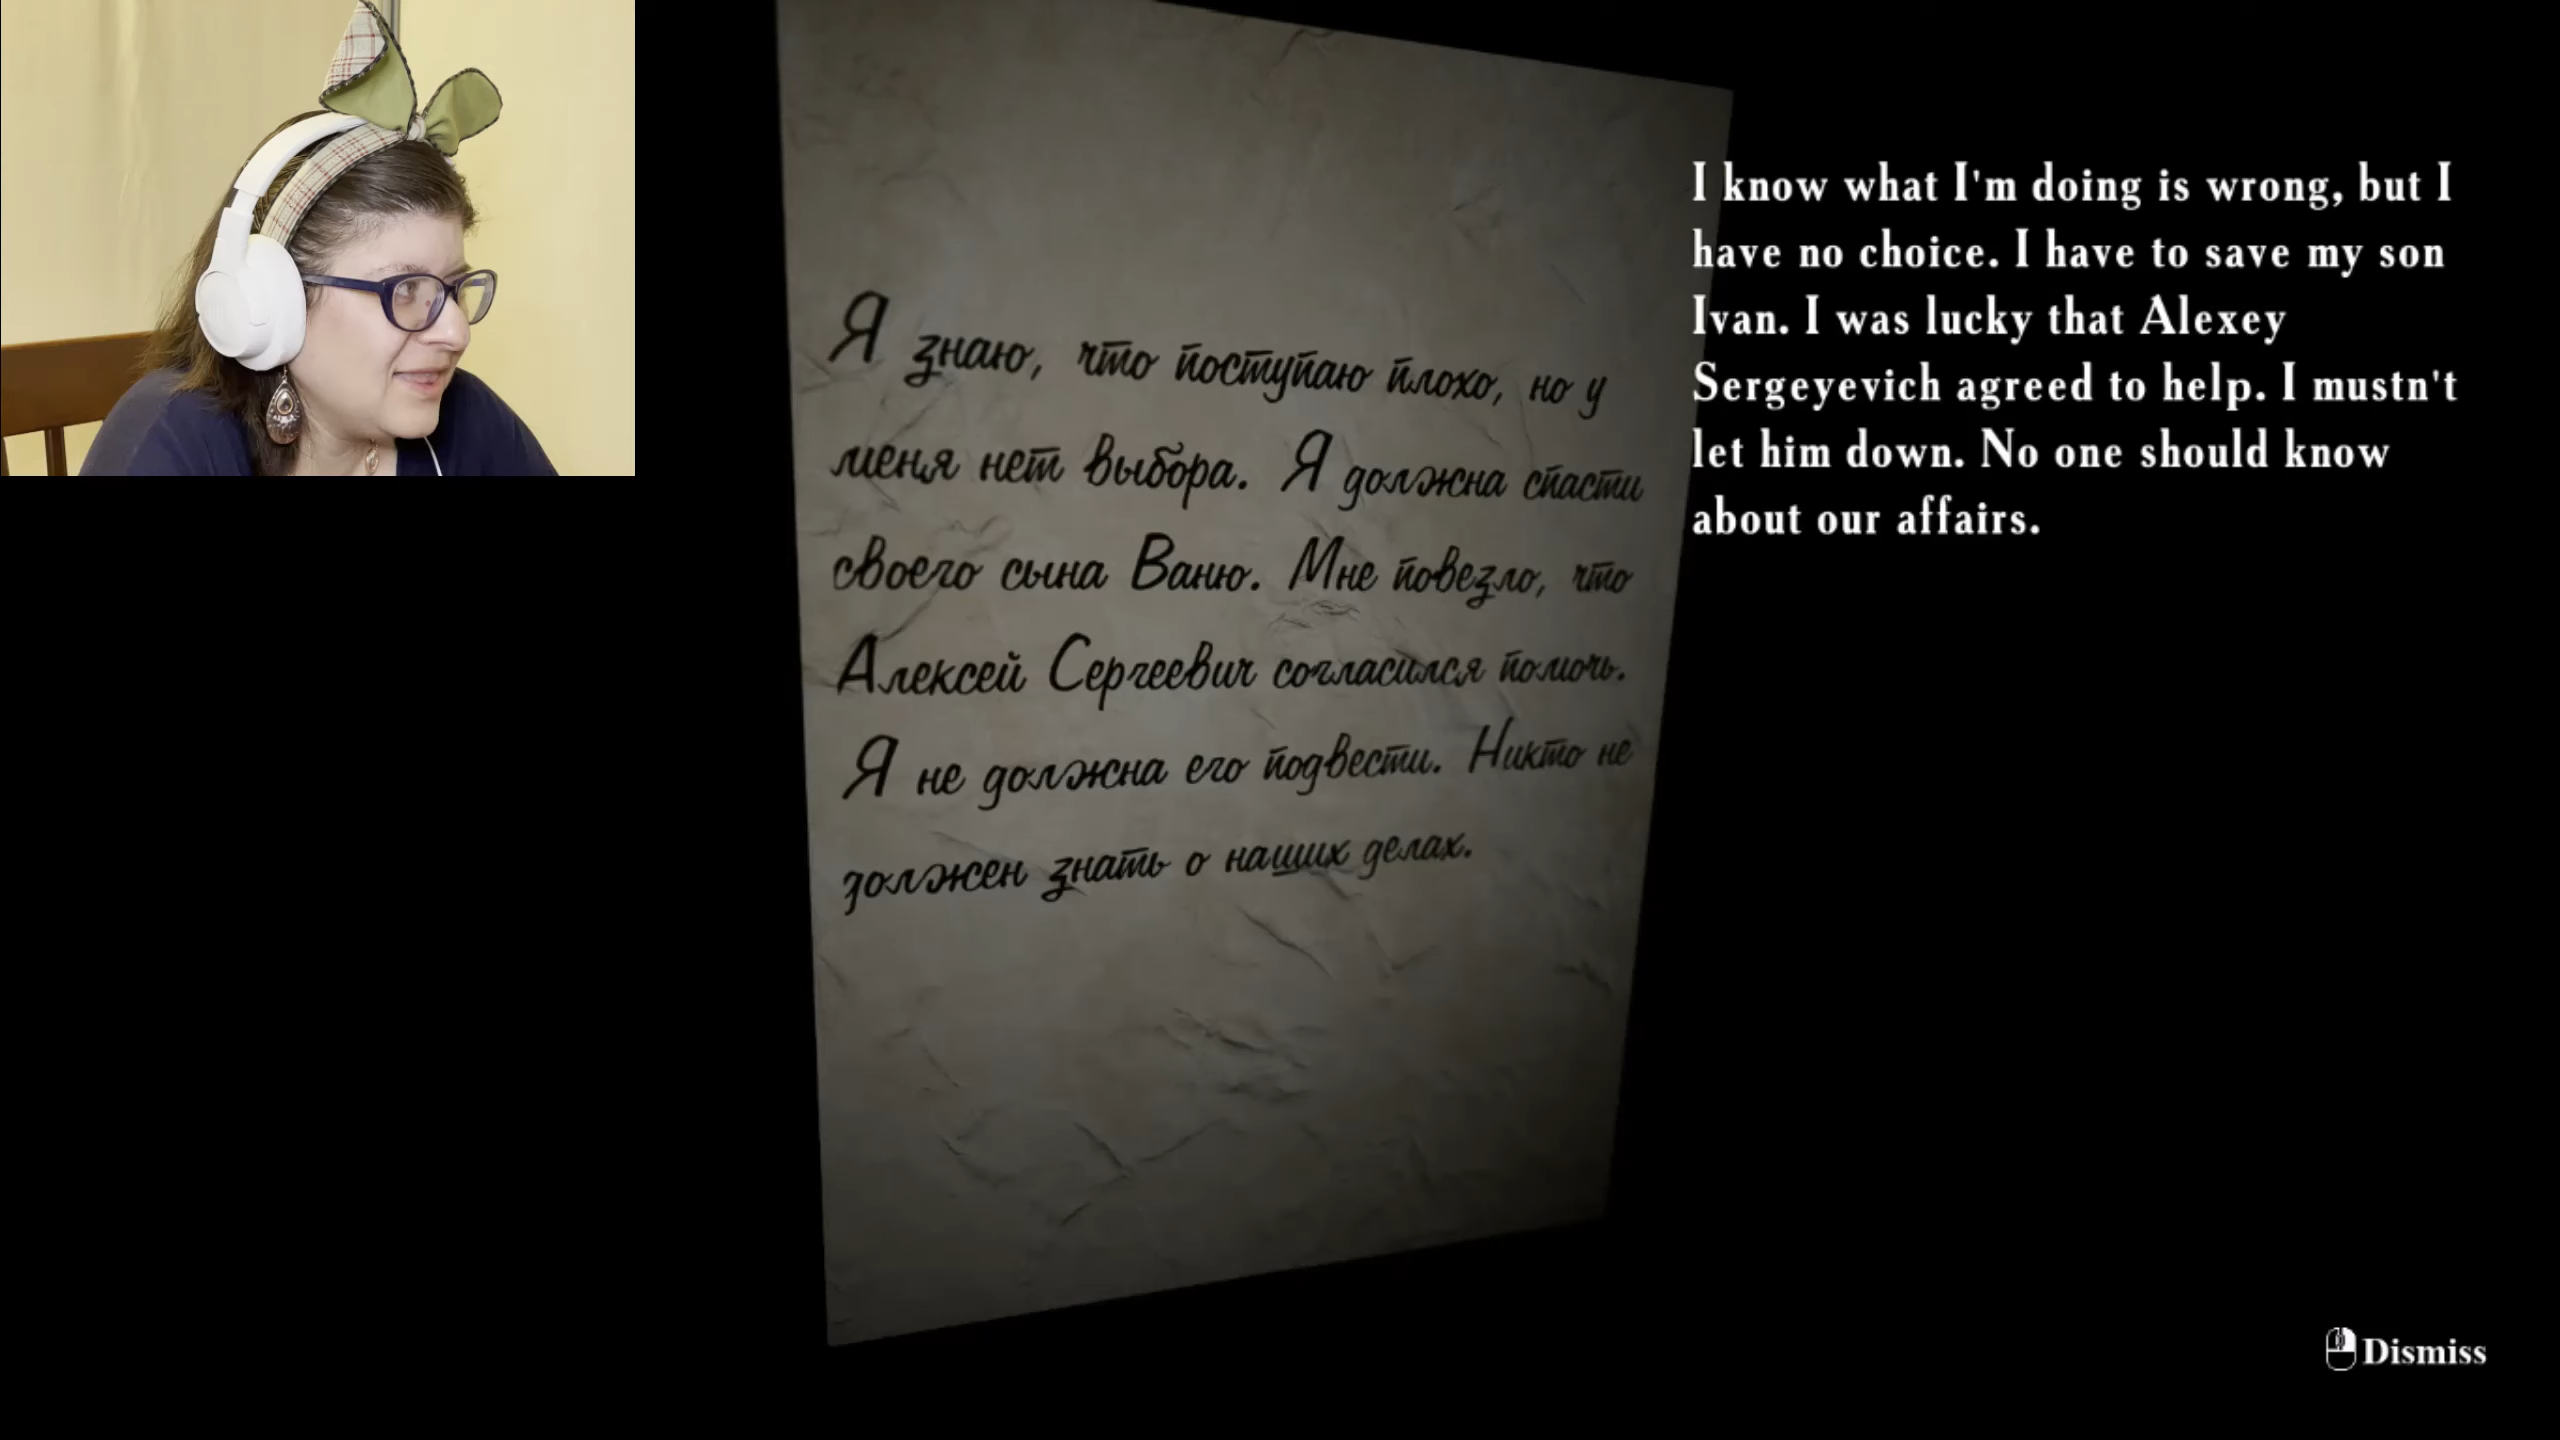 Я знаю, что поступаю плохо, но у
меня нет выбора. Я должна спасти
своего сына Ваню. Мне повезло, что
Алексей Сергеевич согласился помочь.
Я не должна его подвести. Никто не
должен знать о наших делах.
I know what I'm doing is wrong, but I
have no choice. I have to save my son
Ivan. I was lucky that Alexey
Sergeyevich agreed to help. I mustn't
let him down. No one should know
about our affairs.
Dismiss